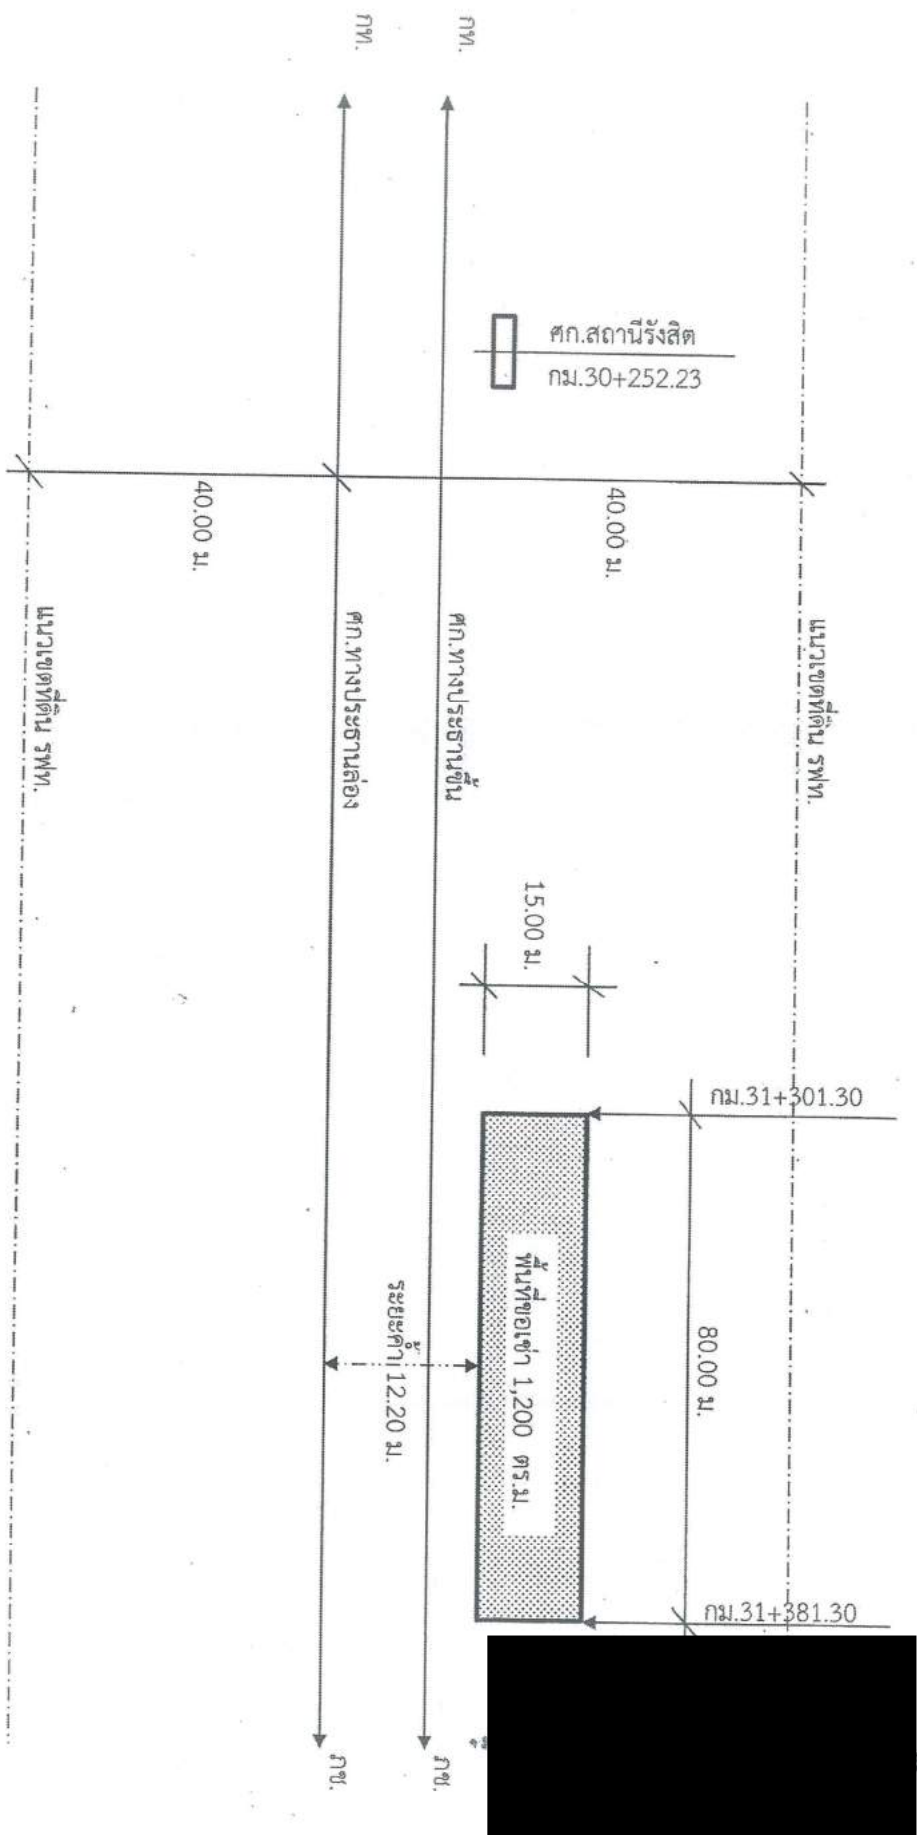 กท.
กท.
ศก.สถานีรังสิต
กม.30+252.23
40.00 ม.
40.00 ม.
แนวเขตที่ดิน รฟท.
ศก.ทางประธานขึ้น
ศก.ทางประธานล่อง
แนวเขตที่ดิน รฟท.
15.00 ม.
กม.31+301.30
80.00 ม.
พื้นที่ขอเช่า 1,200 ตร.ม.
ระยะค้ำ 12.20 ม.
กม.31+381.30
ภช.
ภช.